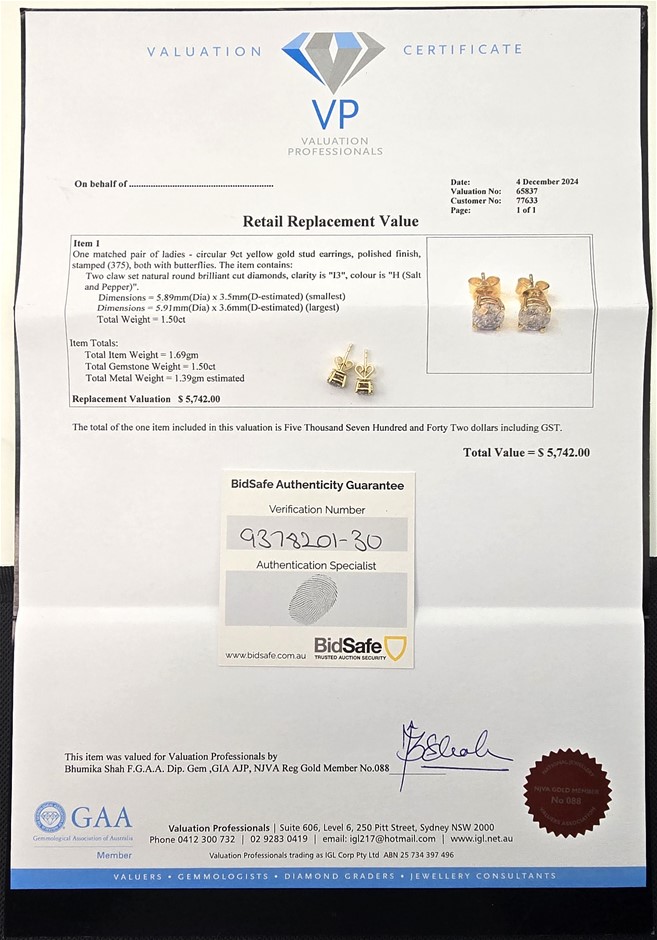 VALUATION CERTIFICATE
VP
VALUATION
PROFESSIONALS
On behalf of ................................................
Date: 4 December 2024
Valuation No: 65837
Customer No: 77633
Page: 1 of 1
Retail Replacement Value
Item 1
One matched pair of ladies - circular 9ct yellow gold stud earrings, polished finish,
stamped (375), both with butterflies. The item contains:
Two claw set natural round brilliant cut diamonds, clarity is "I3", colour is "H (Salt
and Pepper)".
Dimensions = 5.89mm(Dia) x 3.5mm(D-estimated) (smallest)
Dimensions = 5.91mm(Dia) x 3.6mm(D-estimated) (largest)
Total Weight = 1.50ct
Item Totals:
Total Item Weight = 1.69gm
Total Gemstone Weight = 1.50ct
Total Metal Weight = 1.39gm estimated
Replacement Valuation $ 5,742.00
The total of the one item included in this valuation is Five Thousand Seven Hundred and Forty Two dollars including GST.
Total Value = $ 5,742.00
BidSafe Authenticity Guarantee
Verification Number
9378201-30
Authentication Specialist
www.bidsafe.com.au
BidSafe
TRUSTED AUCTION SECURITY
This item was valued for Valuation Professionals by
Bhumika Shah F.G.A.A. Dip. Gem ,GIA AJP, NJVA Reg Gold Member No.088
BShah
NJVA GOLD MEMBER
No 088
GAA
Gemmological Association of Australia
Member
Valuation Professionals | Suite 606, Level 6, 250 Pitt Street, Sydney NSW 2000
Phone 0412 300 732 | 02 9283 0419 | email: igl217@hotmail.com | www.igl.net.au
Valuation Professionals trading as IGL Corp Pty Ltd ABN 25 734 397 496
VALUERS • GEMMOLOGISTS • DIAMOND GRADERS • JEWELLERY CONSULTANTS